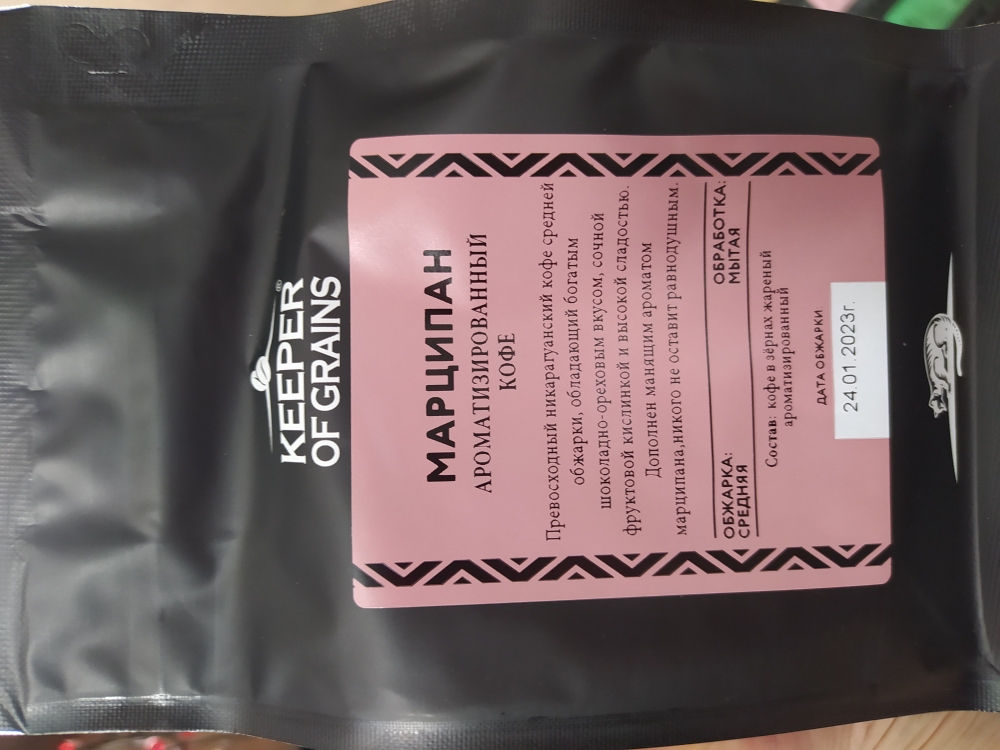 KEEPER®
OF GRAINS
МАРЦИПАН
АРОМАТИЗИРОВАННЫЙ
КОФЕ
Превосходный никарагуанский кофе средней
обжарки, обладающий богатым
шоколадно-ореховым вкусом, сочной
фруктовой кислинкой и высокой сладостью.
Дополнен манящим ароматом
марципана,никого не оставит равнодушным.
ОБЖАРКА: ОБРАБОТКА:
СРЕДНЯЯ МЫТАЯ
Состав: кофе в зёрнах жареный
ароматизированный
ДАТА ОБЖАРКИ
24.01.2023г.